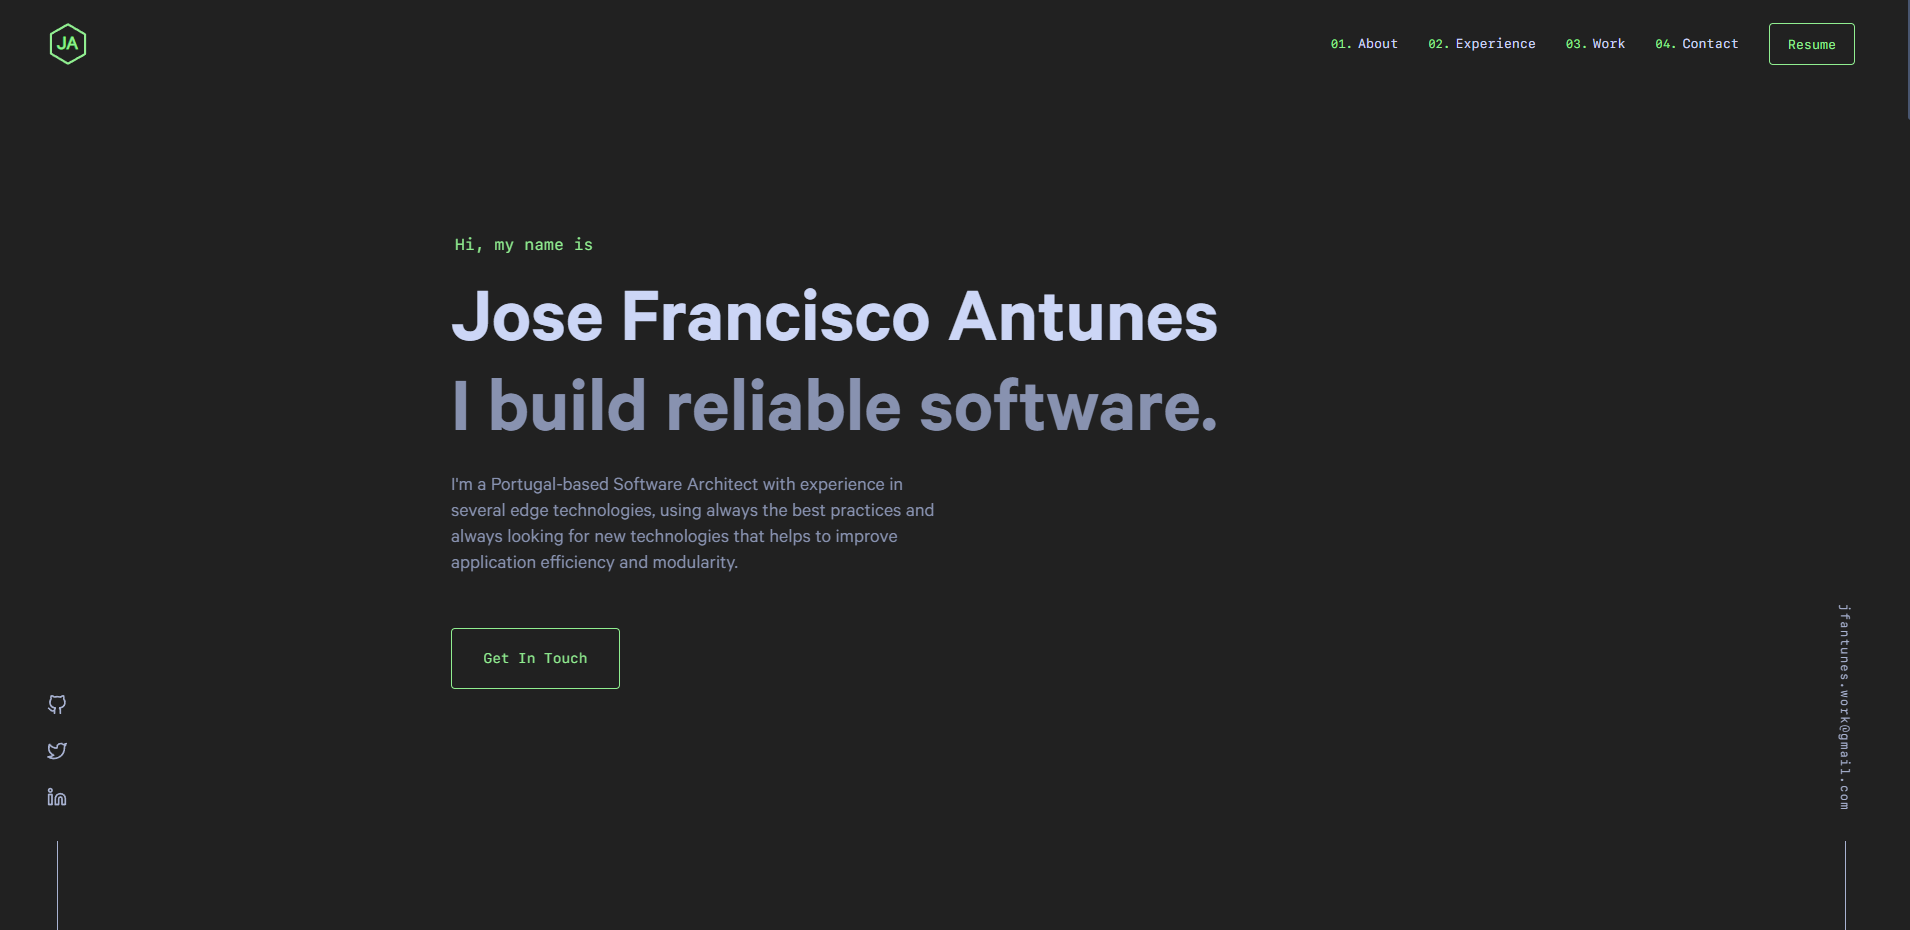 JA
01. About
02. Experience
03. Work
04. Contact
Resume
Hi, my name is
Jose Francisco Antunes
I build reliable software.
I'm a Portugal-based Software Architect with experience in
several edge technologies, using always the best practices and
always looking for new technologies that helps to improve
application efficiency and modularity.
Get In Touch
jfantunes.work@gmail.com